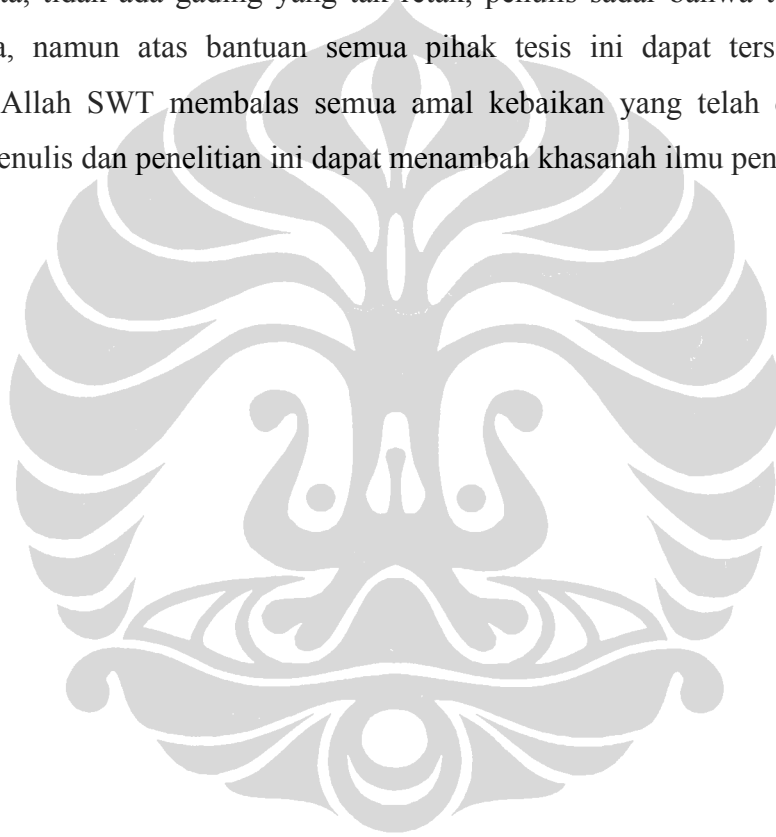 tidak ada gading yang tak retak, penulis sadar bahwa
namun atas bantuan semua pihak tesis ini dapat
Allah SWT membalas semua amal kebaikan yang telah
dan penelitian ini dapat menambah khasanah ilmu